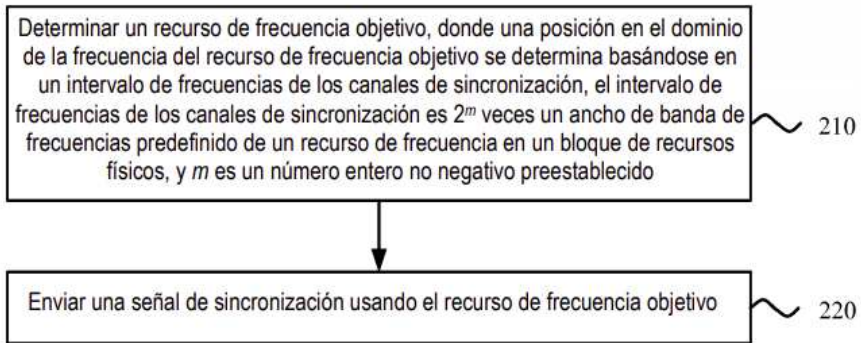 Determinar un recurso de frecuencia objetivo, donde una posición en el dominio
de la frecuencia del recurso de frecuencia objetivo se determina basándose en
un intervalo de frecuencias de los canales de sincronización, el intervalo de
frecuencias de los canales de sincronización es 2^m veces un ancho de banda de
frecuencias predefinido de un recurso de frecuencia en un bloque de recursos
físicos, y m es un número entero no negativo preestablecido
210
Enviar una señal de sincronización usando el recurso de frecuencia objetivo
220